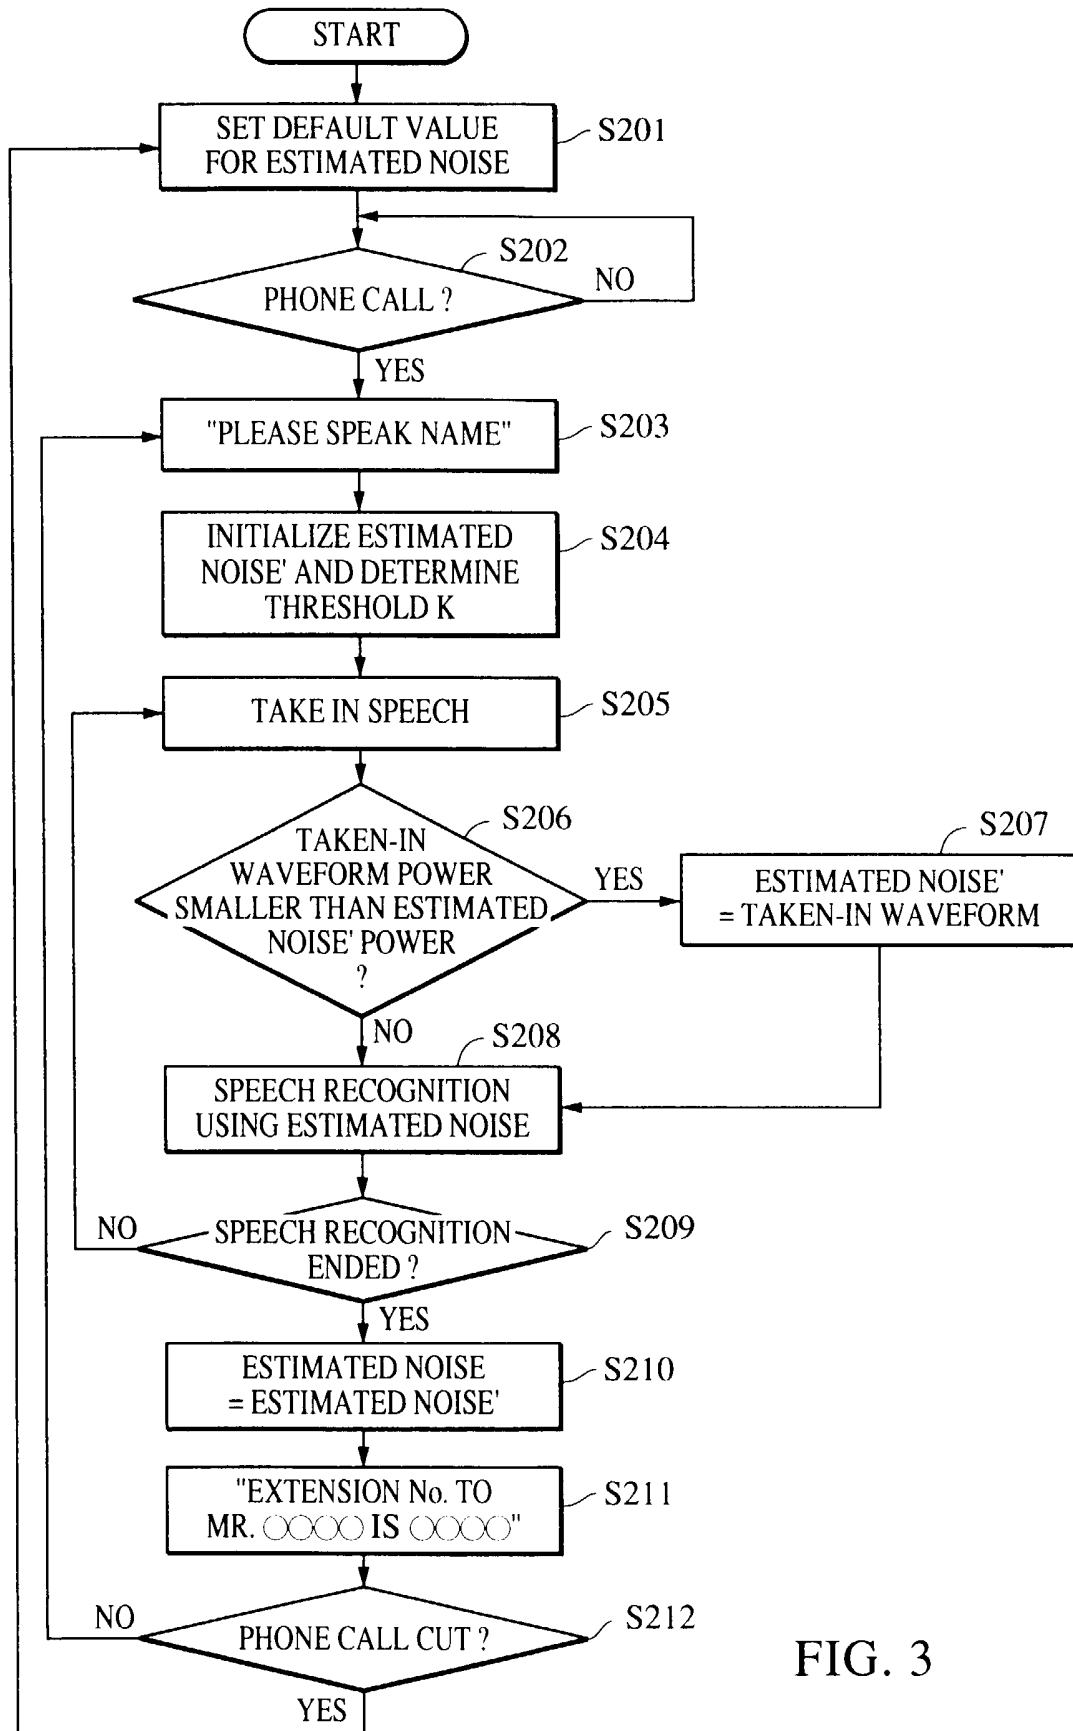 START
SET DEFAULT VALUE
FOR ESTIMATED NOISE
S201
S202
PHONE CALL ?
NO
YES
"PLEASE SPEAK NAME"
S203
INITIALIZE ESTIMATED
NOISE' AND DETERMINE
THRESHOLD K
S204
TAKE IN SPEECH
S205
S206
TAKEN-IN
WAVEFORM POWER
SMALLER THAN ESTIMATED
NOISE' POWER
?
YES
S207
ESTIMATED NOISE'
= TAKEN-IN WAVEFORM
NO
S208
SPEECH RECOGNITION
USING ESTIMATED NOISE
NO
SPEECH RECOGNITION
ENDED ?
S209
YES
ESTIMATED NOISE
= ESTIMATED NOISE'
S210
"EXTENSION No. TO
MR. ○○○○ IS ○○○○"
S211
NO
PHONE CALL CUT ?
S212
YES
FIG. 3